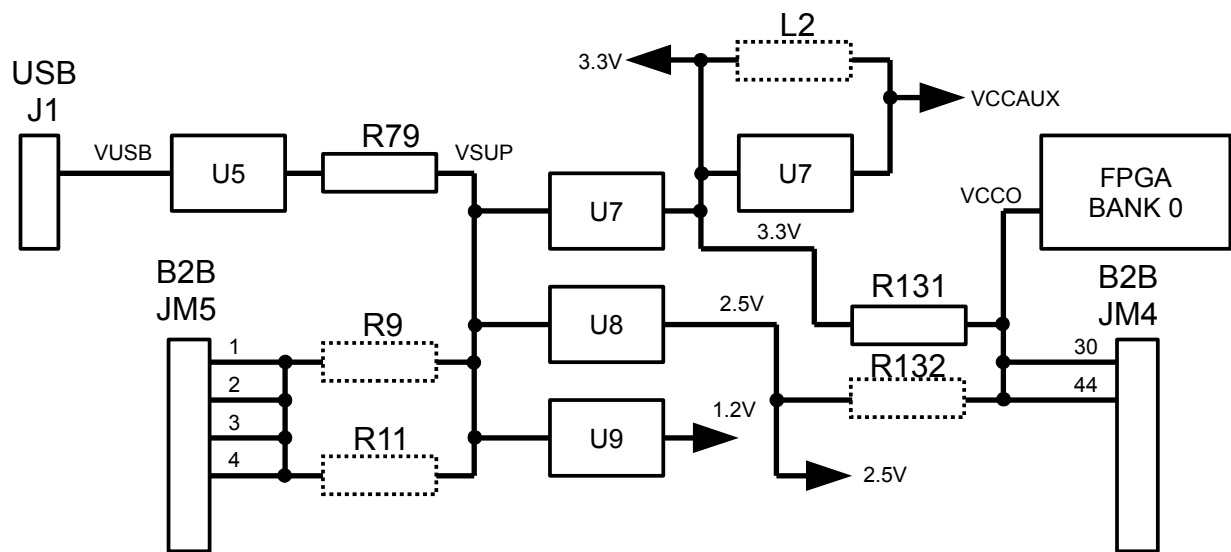 L2
3.3V
VCCAUX
USB
J1
VUSB
U5
R79
VSUP
U7
U7
3.3V
VCCO
FPGA
BANK 0
B2B
JM5
1
2
3
4
R9
R11
U8
2.5V
U9
1.2V
2.5V
R131
R132
B2B
JM4
30
44